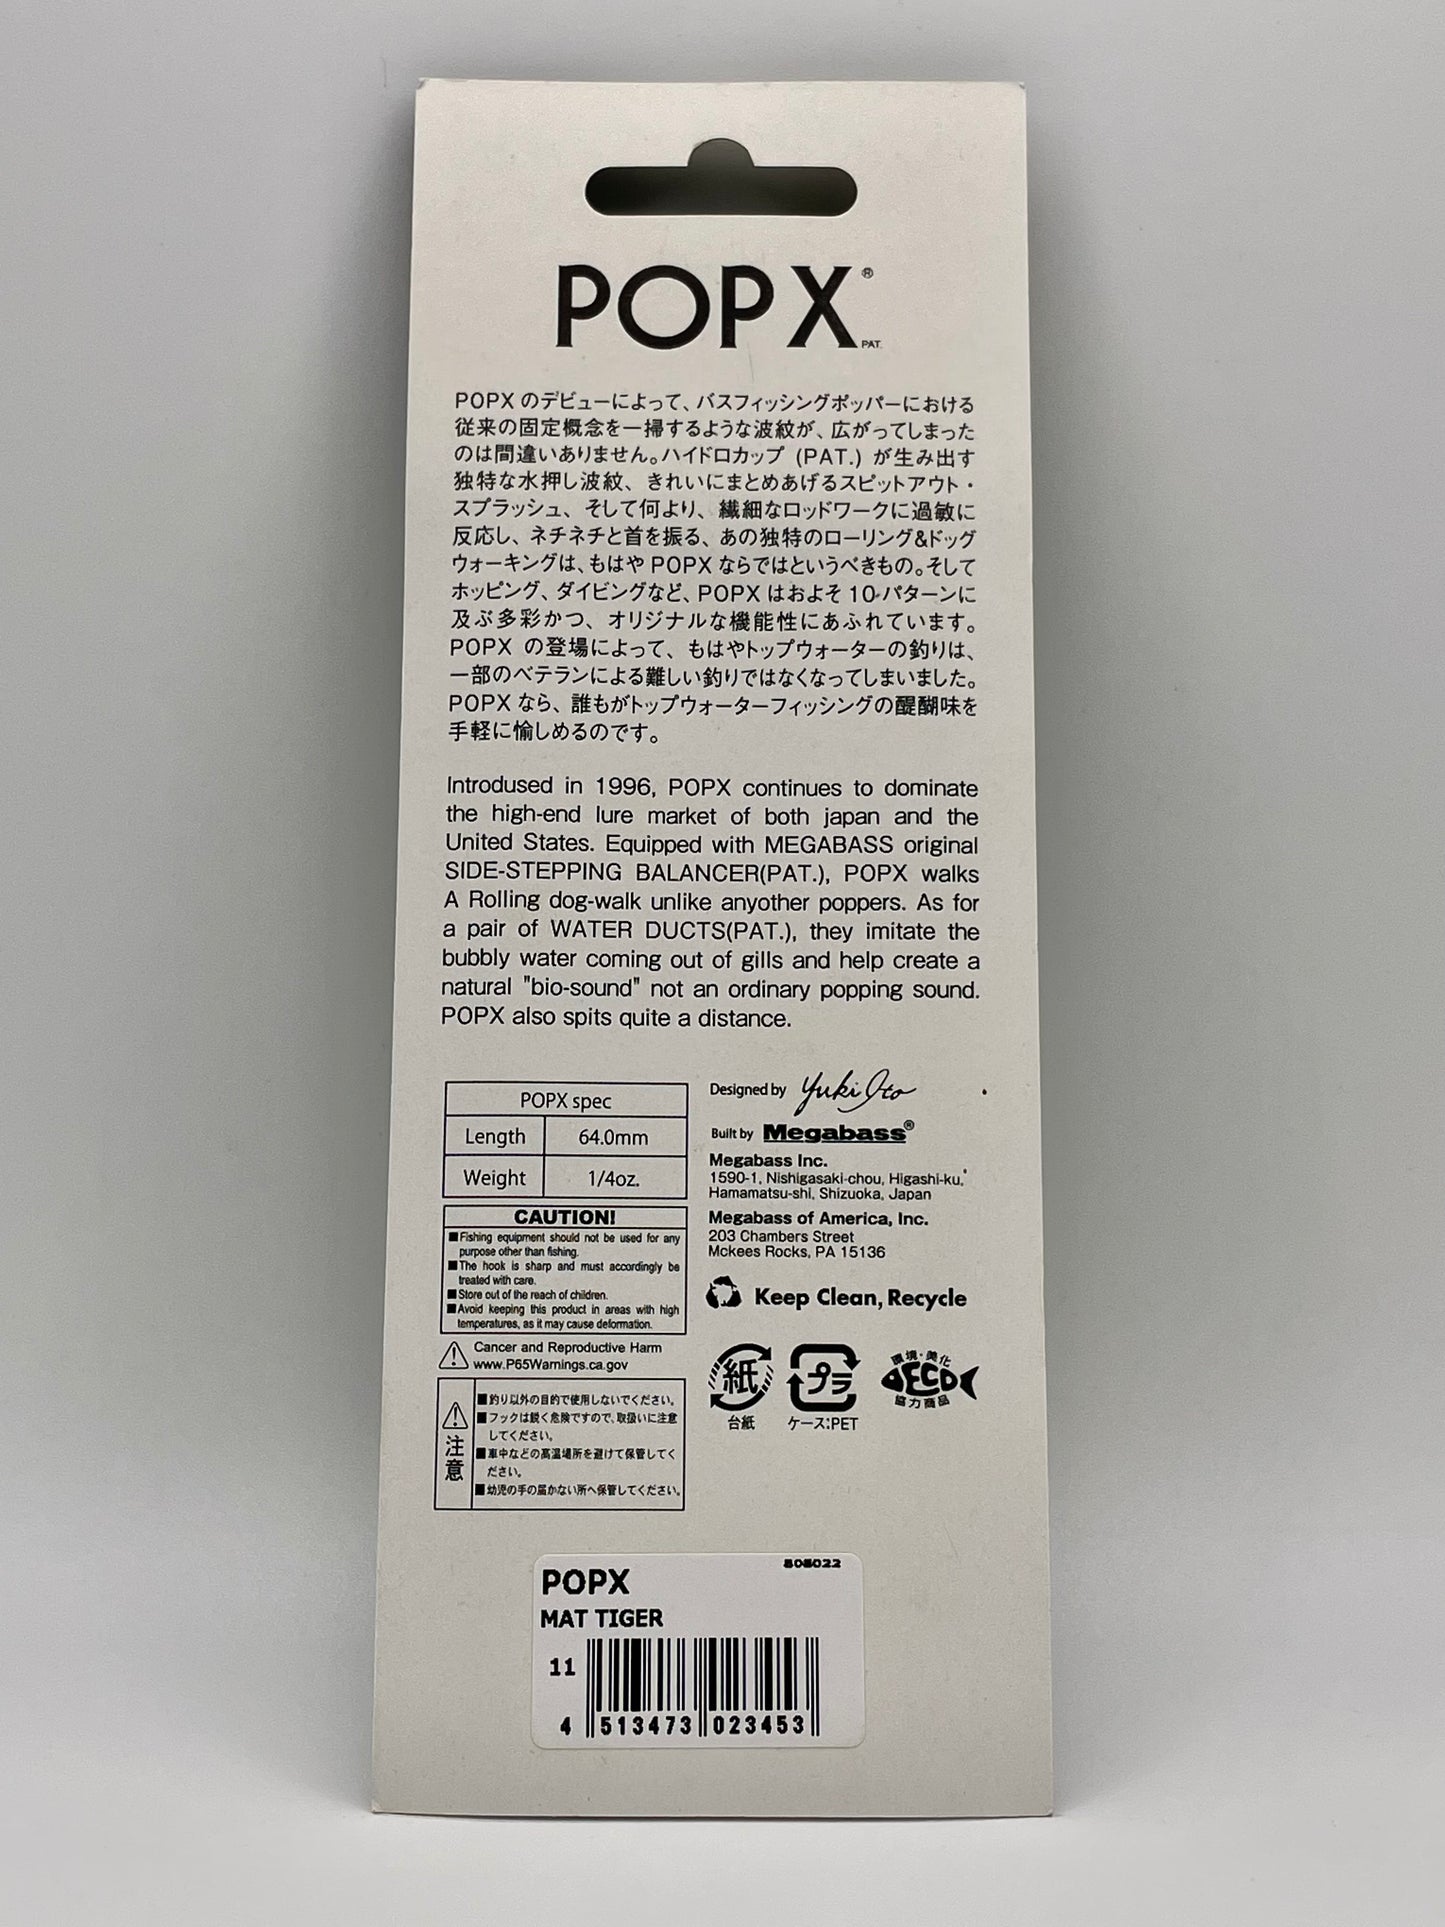 POPX®
PAT.
POPX のデビューによって、バスフィッシングポッパーにおける
従来の固定概念を一掃するような波紋が、広がってしまった
のは間違いありません。ハイドロカップ (PAT.) が生み出す
独特な水押し波紋、きれいにまとめあげるスピットアウト・
スプラッシュ、そして何より、繊細なロッドワークに過敏に
反応し、ネチネチと首を振る、あの独特のローリング&ドッグ
ウォーキングは、もはや POPX ならではというべきもの。そして
ホッピング、ダイビングなど、POPX はおよそ 10 パターンに
及ぶ多彩かつ、オリジナルな機能性にあふれています。
POPX の登場によって、もはやトップウォーターの釣りは、
一部のベテランによる難しい釣りではなくなってしまいました。
POPX なら、誰もがトップウォーターフィッシングの醍醐味を
手軽に愉しめるのです。
Introdused in 1996, POPX continues to dominate
the high-end lure market of both japan and the
United States. Equipped with MEGABASS original
SIDE-STEPPING BALANCER(PAT.), POPX walks
A Rolling dog-walk unlike anyother poppers. As for
a pair of WATER DUCTS(PAT.), they imitate the
bubbly water coming out of gills and help create a
natural "bio-sound" not an ordinary popping sound.
POPX also spits quite a distance.
POPX spec
Length 64.0mm
Weight 1/4oz.
CAUTION!
■Fishing equipment should not be used for any
purpose other than fishing.
■The hook is sharp and must accordingly be
treated with care.
■Store out of the reach of children.
■Avoid keeping this product in areas with high
temperatures, as it may cause deformation.
Cancer and Reproductive Harm
www.P65Warnings.ca.gov
注意
■釣り以外の目的で使用しないでください。
■フックは鋭く危険ですので、取扱いに注意
してください。
■車中などの高温場所を避けて保管してく
ださい。
■幼児の手の届かない所へ保管してください。
Designed by Yuki Ito
Built by Megabass®
Megabass Inc.
1590-1, Nishigasaki-chou, Higashi-ku,
Hamamatsu-shi, Shizuoka, Japan
Megabass of America, Inc.
203 Chambers Street
Mckees Rocks, PA 15136
Keep Clean, Recycle
紙
台紙
プラ
ケース:PET
環境・美化
ECO
協力商品
POPX
MAT TIGER
11
4 513473 023453